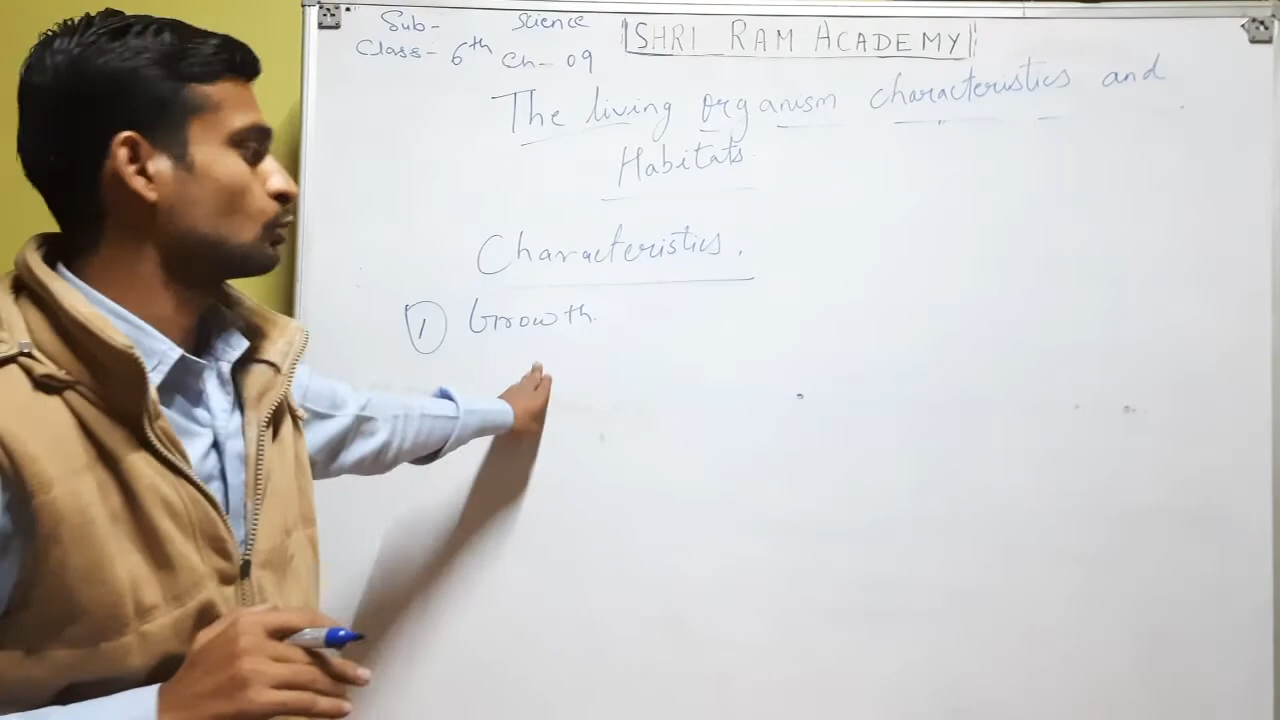 Sub- Science
Class- 6th Ch- 09
SHRI RAM ACADEMY
The living organism characteristics and
Habitats
Characteristics.
1 Growth.